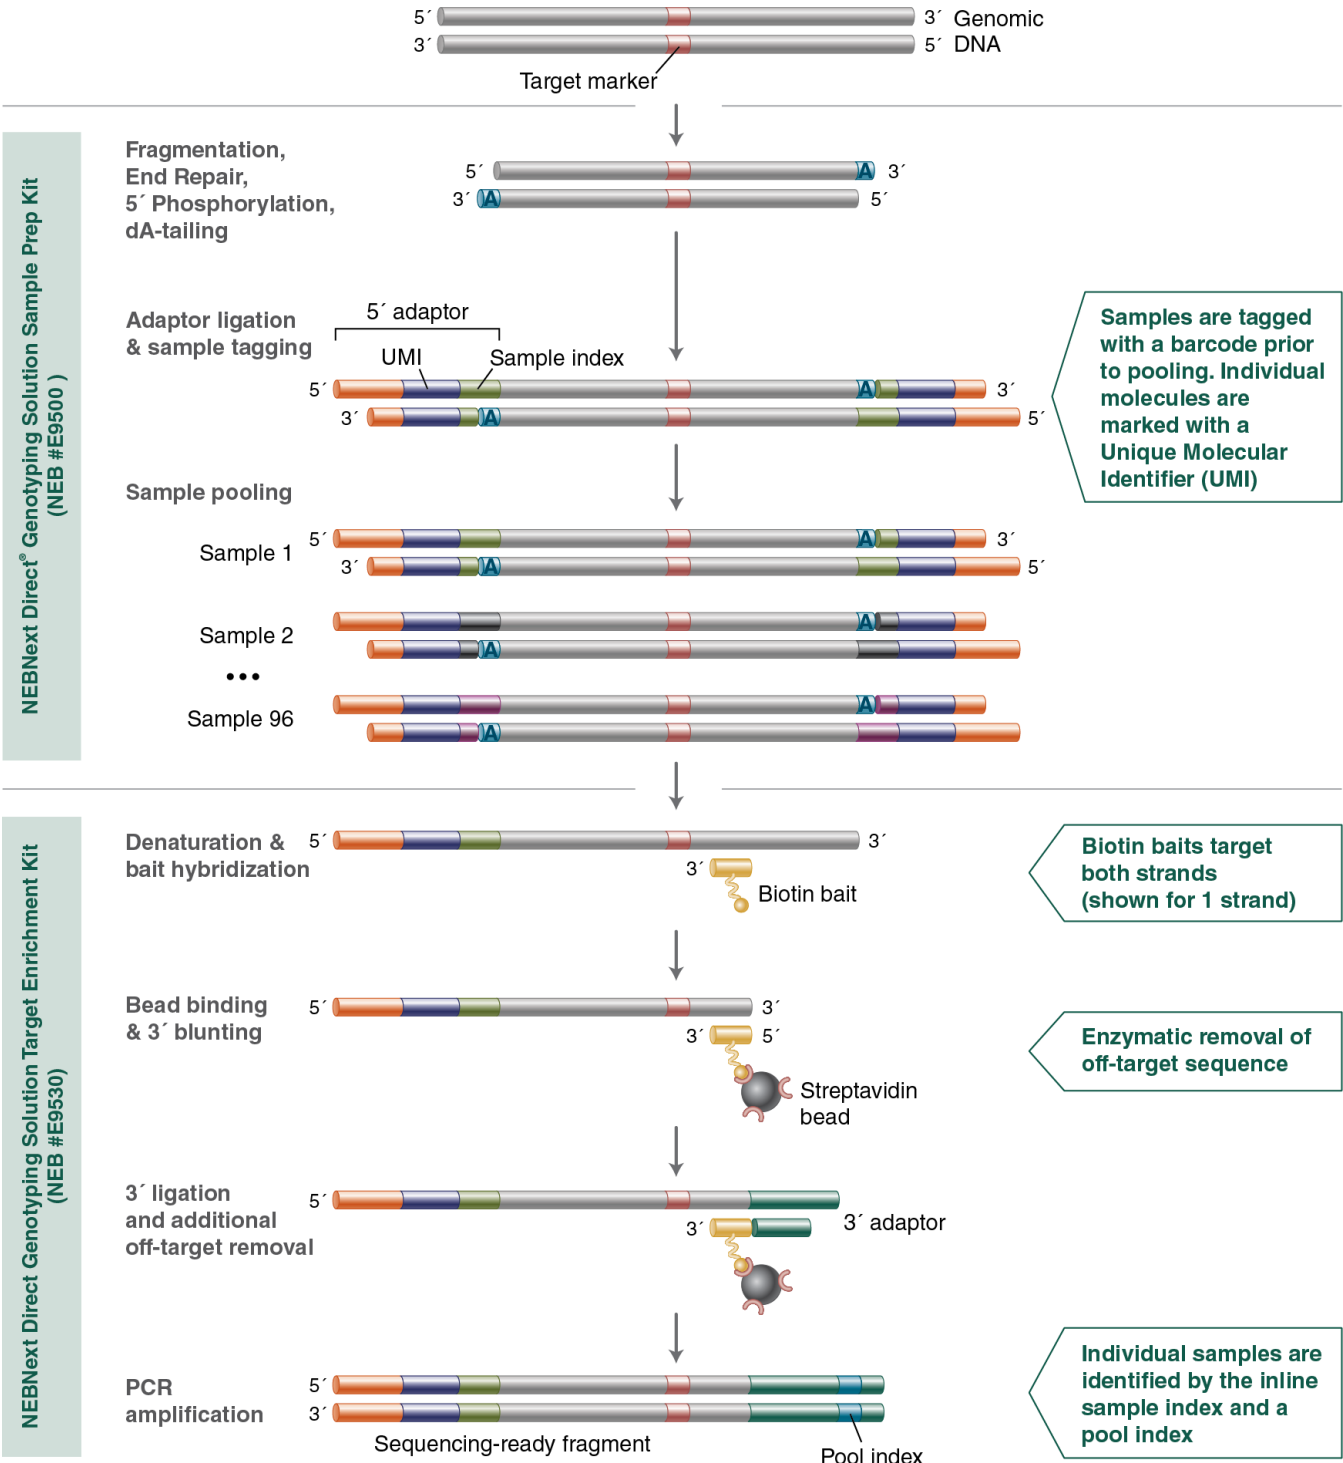 5´
3´
Genomic
3´
5´
DNA
Target marker
NEBNext Direct® Genotyping Solution Sample Prep Kit
(NEB #E9500 )
Fragmentation,
End Repair,
5´ Phosphorylation,
dA-tailing
5´
A
3´
3´
A
5´
Adaptor ligation
& sample tagging
5´ adaptor
UMI
Sample index
5´
A
3´
3´
A
5´
Samples are tagged
with a barcode prior
to pooling. Individual
molecules are
marked with a
Unique Molecular
Identifier (UMI)
Sample pooling
Sample 1
5´
A
3´
3´
A
5´
Sample 2
A
A
•••
Sample 96
A
A
NEBNext Direct Genotyping Solution Target Enrichment Kit
(NEB #E9530)
Denaturation &
bait hybridization
5´
3´
3´
Biotin bait
Biotin baits target
both strands
(shown for 1 strand)
Bead binding
& 3´ blunting
5´
3´
3´
5´
Streptavidin
bead
Enzymatic removal of
off-target sequence
3´ ligation
and additional
off-target removal
5´
3´
3´ adaptor
PCR
amplification
5´
3´
Sequencing-ready fragment
Pool index
Individual samples are
identified by the inline
sample index and a
pool index